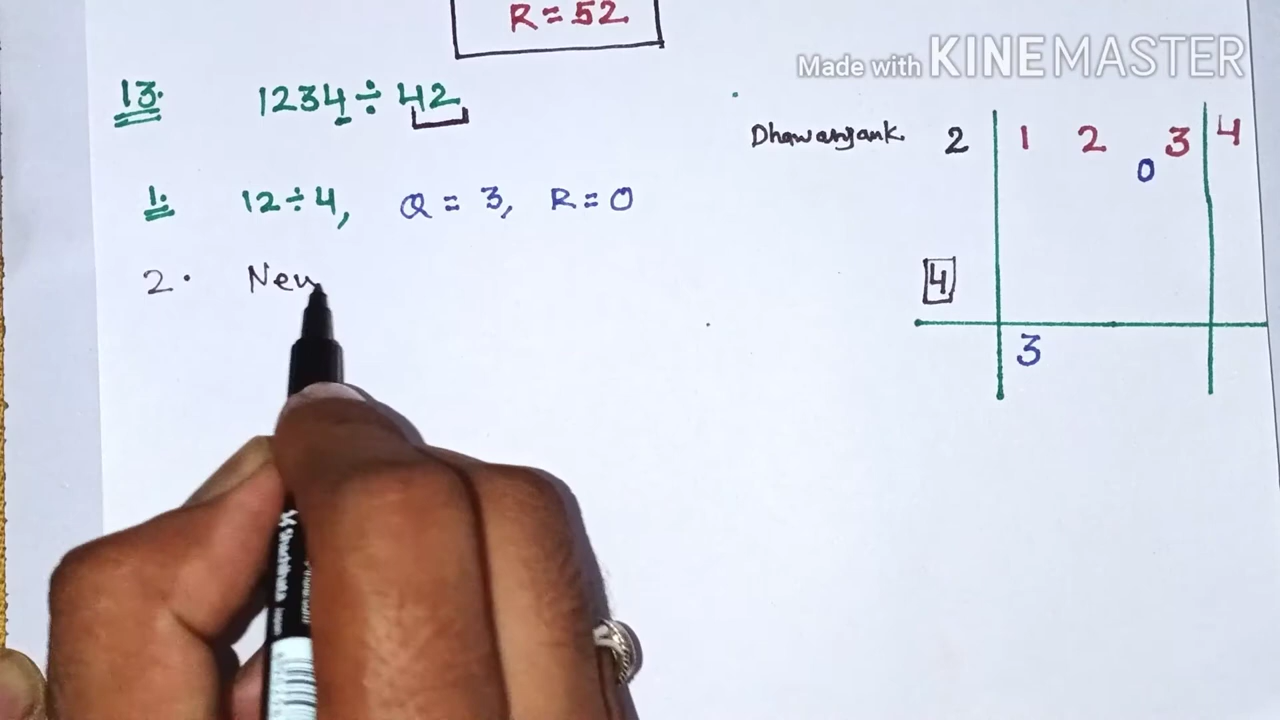 R = 52
Made with KINEMASTER
13. 1234 ÷ 42
Dhawanjank. 2 1 2 3 4
0
1. 12 ÷ 4, Q = 3, R = 0
2. New
4
3